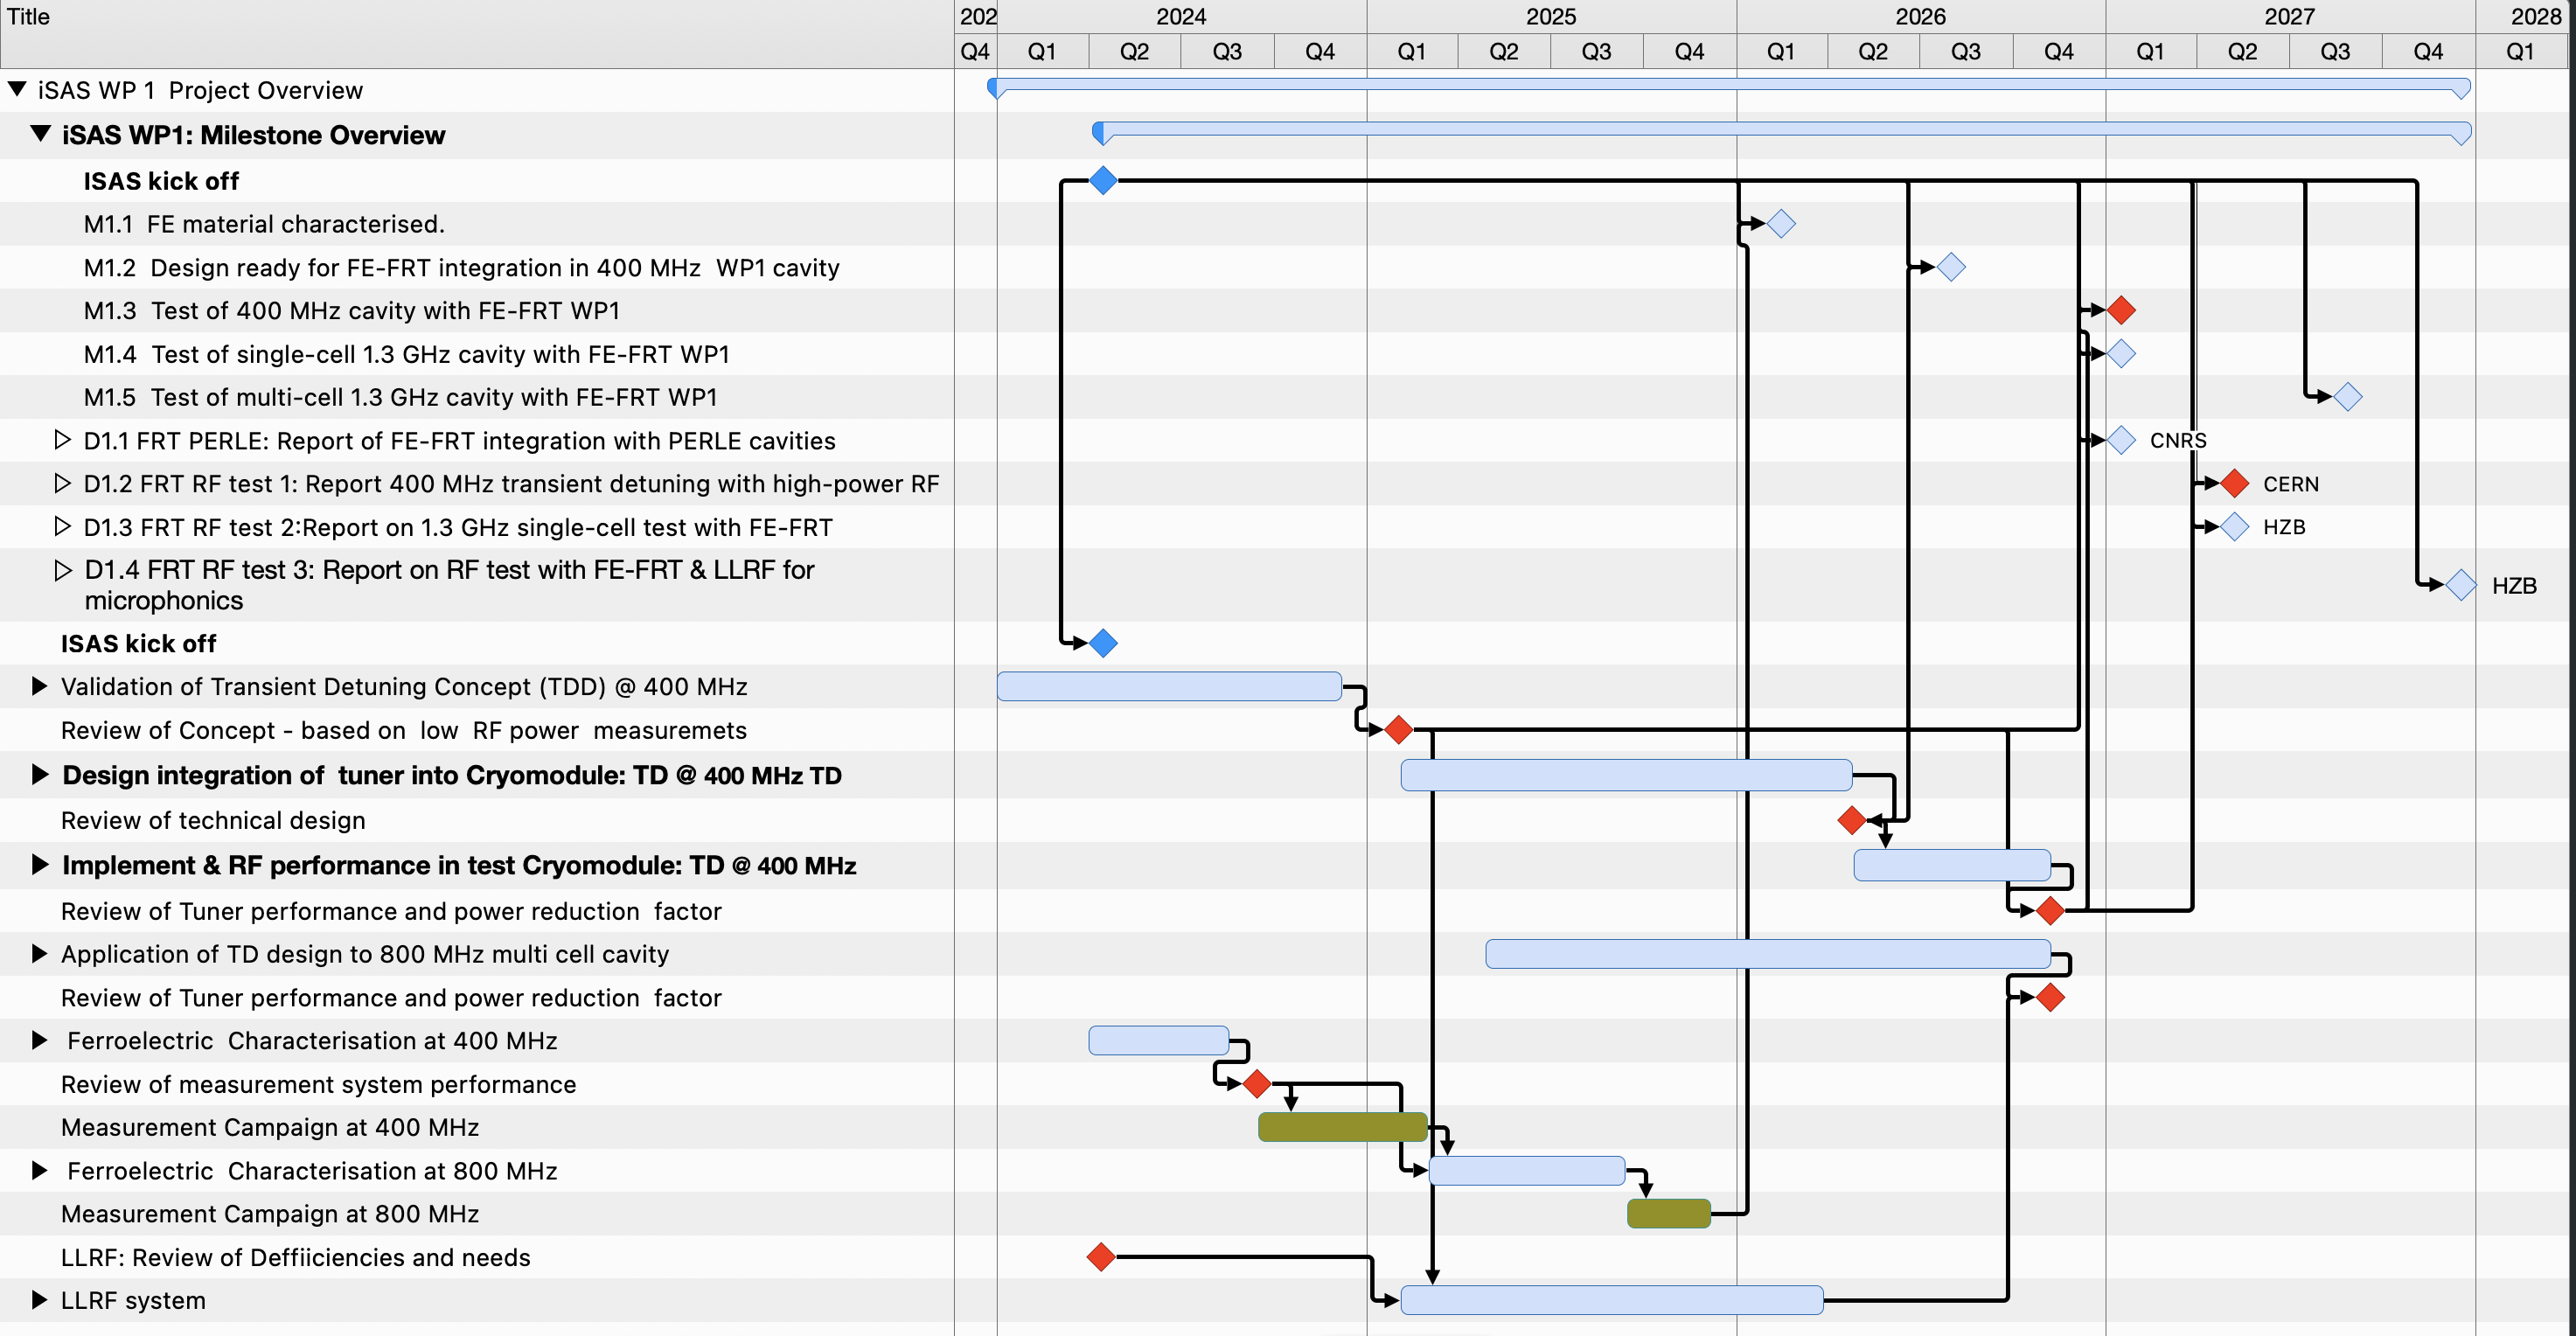 Title
202 2024 2025 2026 2027 2028
Q4 Q1 Q2 Q3 Q4 Q1 Q2 Q3 Q4 Q1 Q2 Q3 Q4 Q1 Q2 Q3 Q4 Q1
iSAS WP 1 Project Overview
iSAS WP1: Milestone Overview
ISAS kick off
M1.1 FE material characterised.
M1.2 Design ready for FE-FRT integration in 400 MHz WP1 cavity
M1.3 Test of 400 MHz cavity with FE-FRT WP1
M1.4 Test of single-cell 1.3 GHz cavity with FE-FRT WP1
M1.5 Test of multi-cell 1.3 GHz cavity with FE-FRT WP1
D1.1 FRT PERLE: Report of FE-FRT integration with PERLE cavities CNRS
D1.2 FRT RF test 1: Report 400 MHz transient detuning with high-power RF CERN
D1.3 FRT RF test 2:Report on 1.3 GHz single-cell test with FE-FRT HZB
D1.4 FRT RF test 3: Report on RF test with FE-FRT & LLRF for
microphonics HZB
ISAS kick off
Validation of Transient Detuning Concept (TDD) @ 400 MHz
Review of Concept - based on low RF power measuremets
Design integration of tuner into Cryomodule: TD @ 400 MHz TD
Review of technical design
Implement & RF performance in test Cryomodule: TD @ 400 MHz
Review of Tuner performance and power reduction factor
Application of TD design to 800 MHz multi cell cavity
Review of Tuner performance and power reduction factor
Ferroelectric Characterisation at 400 MHz
Review of measurement system performance
Measurement Campaign at 400 MHz
Ferroelectric Characterisation at 800 MHz
Measurement Campaign at 800 MHz
LLRF: Review of Deffiiciencies and needs
LLRF system